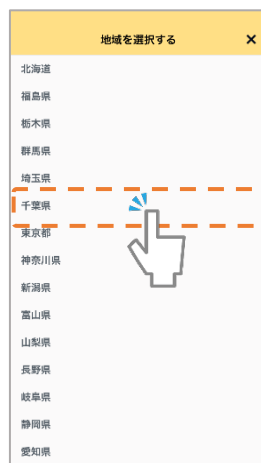 地域を選択する ×
北海道
福島県
栃木県
群馬県
埼玉県
千葉県
東京都
神奈川県
新潟県
富山県
山梨県
長野県
岐阜県
静岡県
愛知県